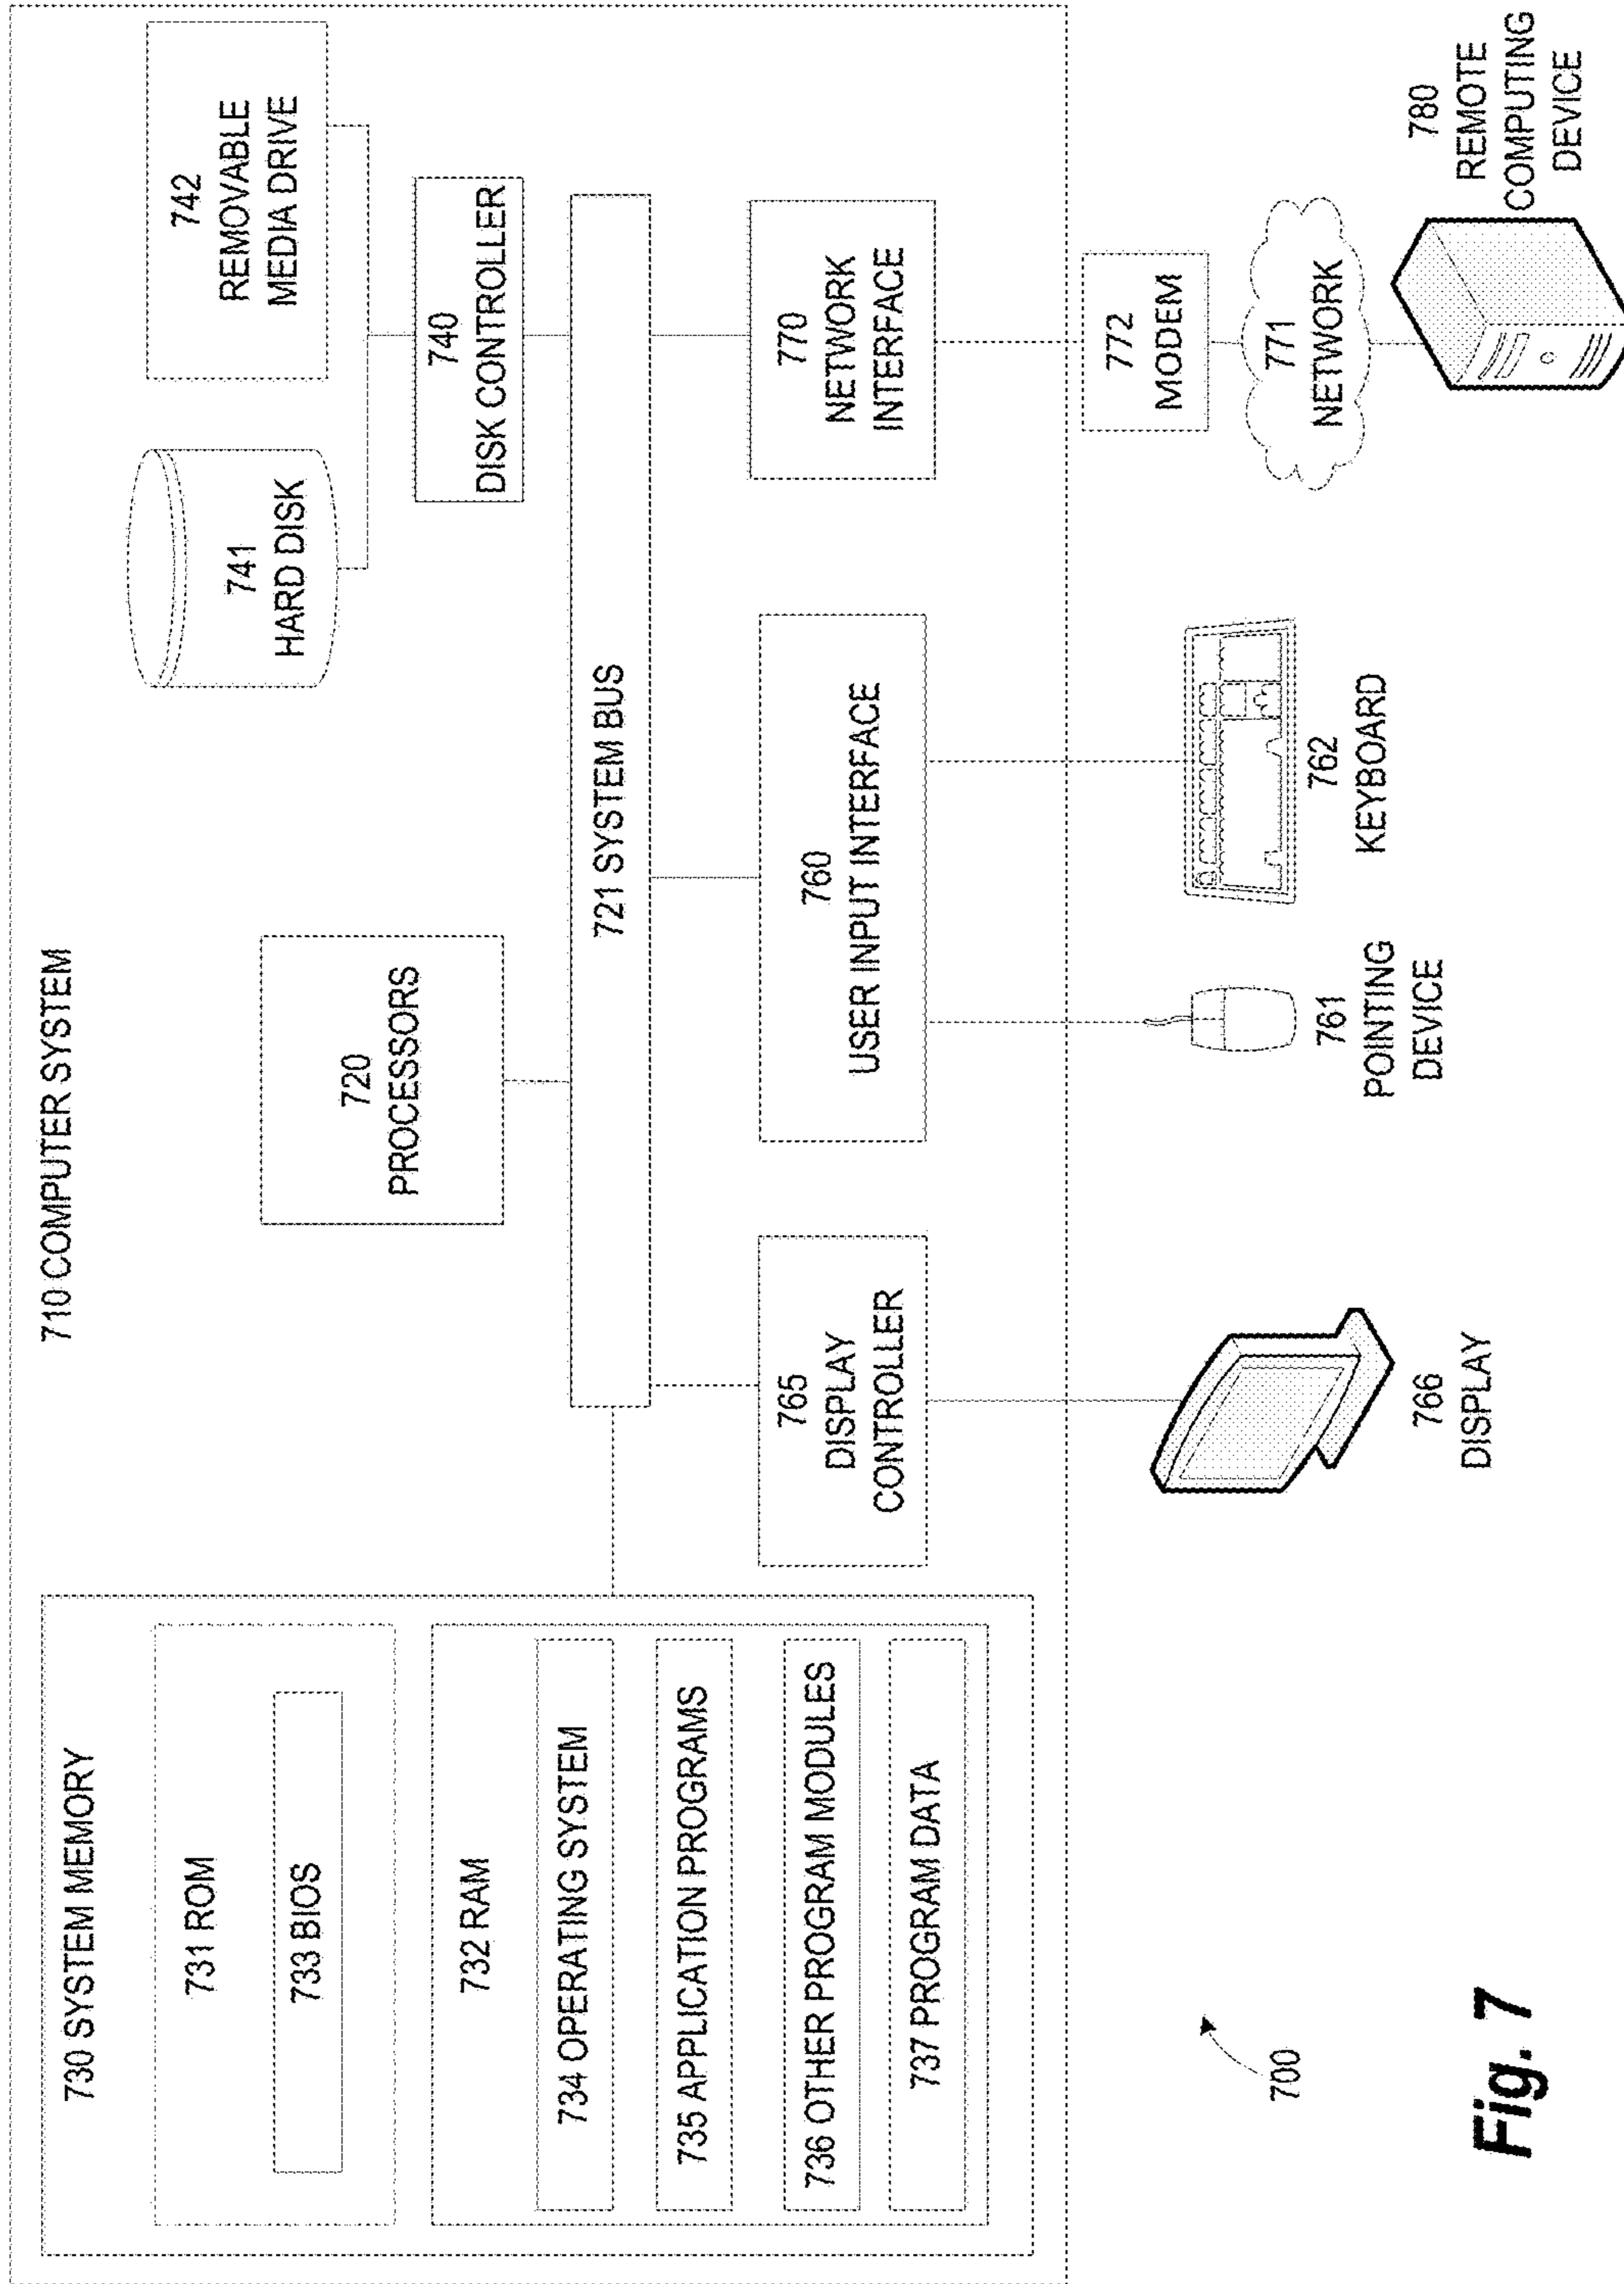 710 COMPUTER SYSTEM
730 SYSTEM MEMORY
731 ROM
733 BIOS
732 RAM
734 OPERATING SYSTEM
735 APPLICATION PROGRAMS
736 OTHER PROGRAM MODULES
737 PROGRAM DATA
720
PROCESSORS
741
HARD DISK
742
REMOVABLE
MEDIA DRIVE
740
DISK CONTROLLER
721 SYSTEM BUS
765
DISPLAY
CONTROLLER
760
USER INPUT INTERFACE
770
NETWORK
INTERFACE
772
MODEM
771
NETWORK
780
REMOTE
COMPUTING
DEVICE
766
DISPLAY
761
POINTING
DEVICE
762
KEYBOARD
700
Fig. 7